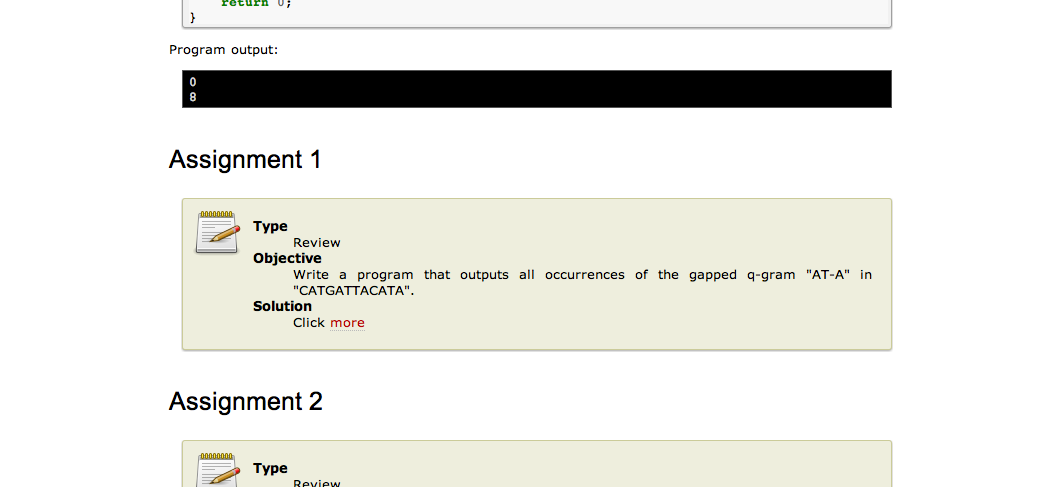 return 0;
}
Program output:
0
8
Assignment 1
Type
Review
Objective
Write a program that outputs all occurrences of the gapped q-gram "AT-A" in
"CATGATTACATA".
Solution
Click more
Assignment 2
Type
Review